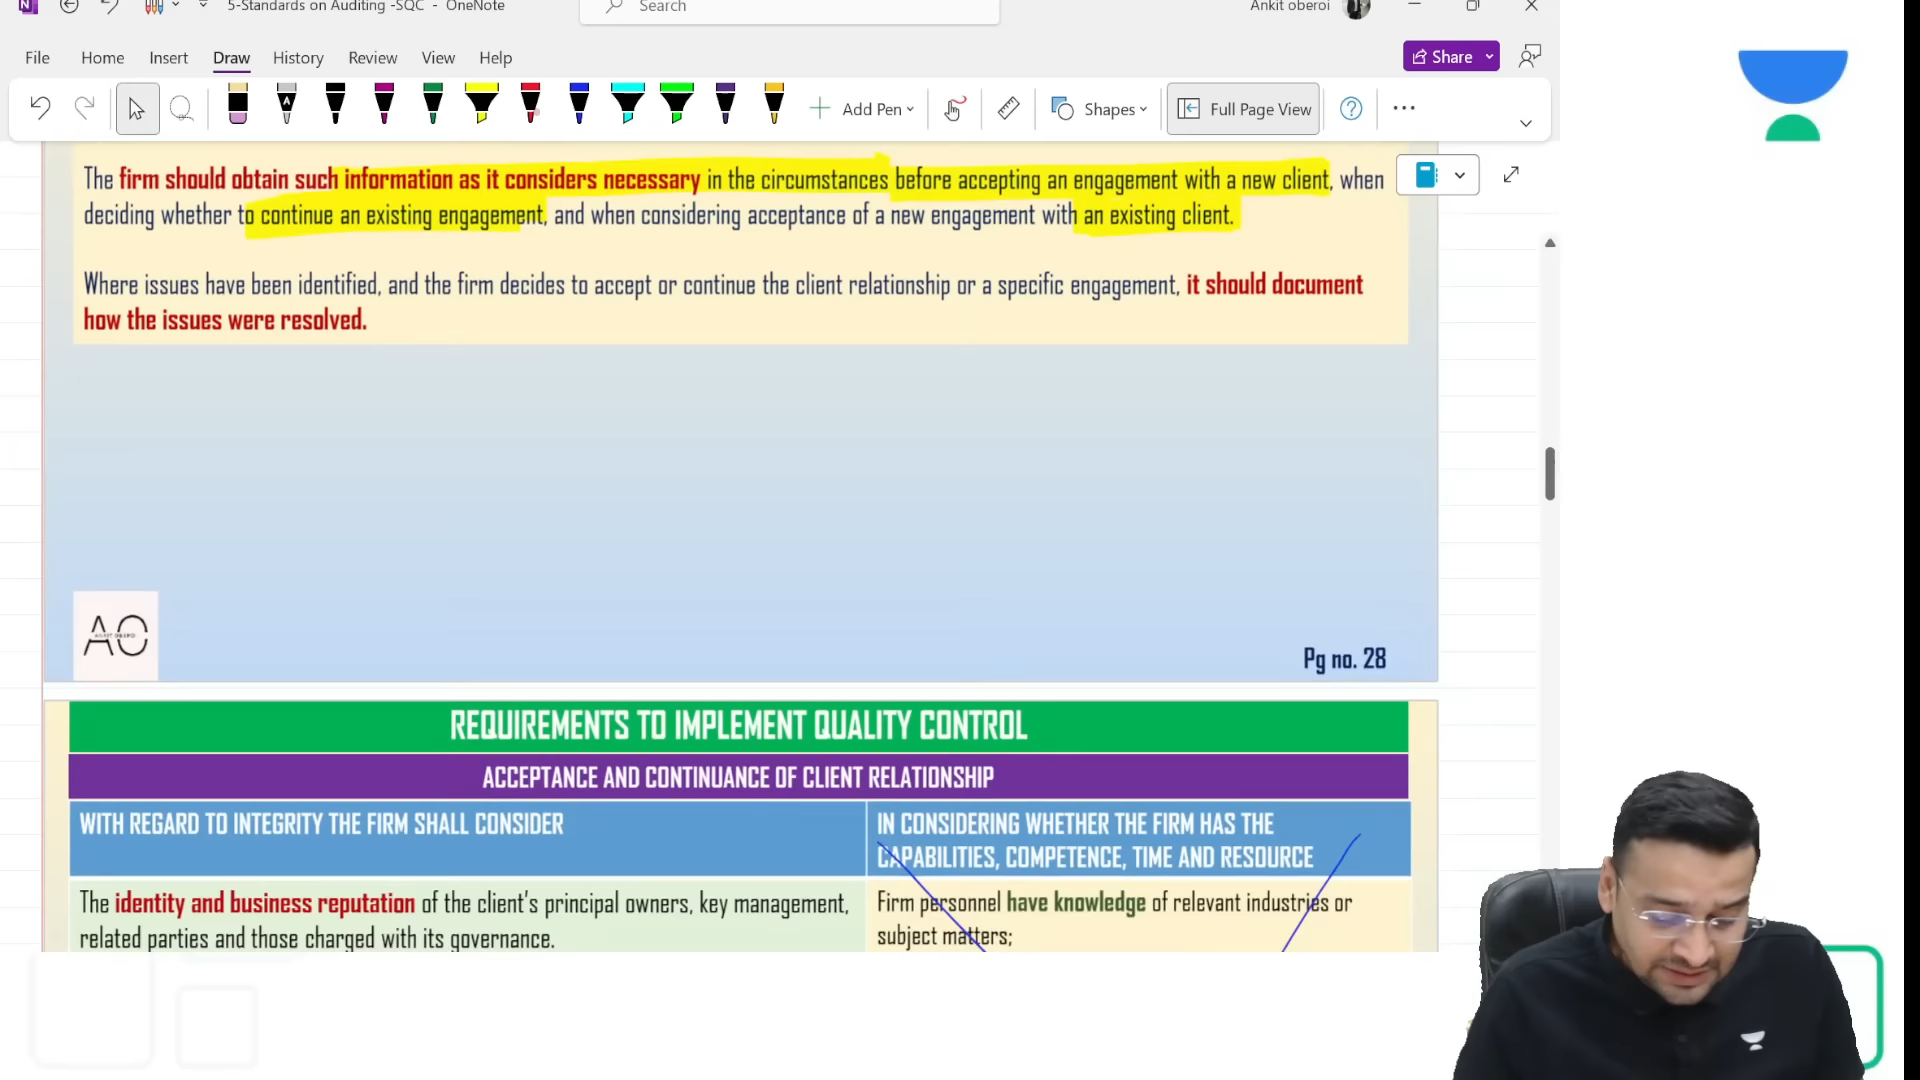 5-Standards on Auditing -SQC - OneNote
Search
Ankit oberoi
File Home Insert Draw History Review View Help
Share
A
Add Pen
Shapes
Full Page View
The firm should obtain such information as it considers necessary in the circumstances before accepting an engagement with a new client, when
deciding whether to continue an existing engagement, and when considering acceptance of a new engagement with an existing client.
Where issues have been identified, and the firm decides to accept or continue the client relationship or a specific engagement, it should document
how the issues were resolved.
AO
Pg no. 28
REQUIREMENTS TO IMPLEMENT QUALITY CONTROL
ACCEPTANCE AND CONTINUANCE OF CLIENT RELATIONSHIP
WITH REGARD TO INTEGRITY THE FIRM SHALL CONSIDER
IN CONSIDERING WHETHER THE FIRM HAS THE
CAPABILITIES, COMPETENCE, TIME AND RESOURCE
The identity and business reputation of the client's principal owners, key management,
related parties and those charged with its governance.
Firm personnel have knowledge of relevant industries or
subject matters;